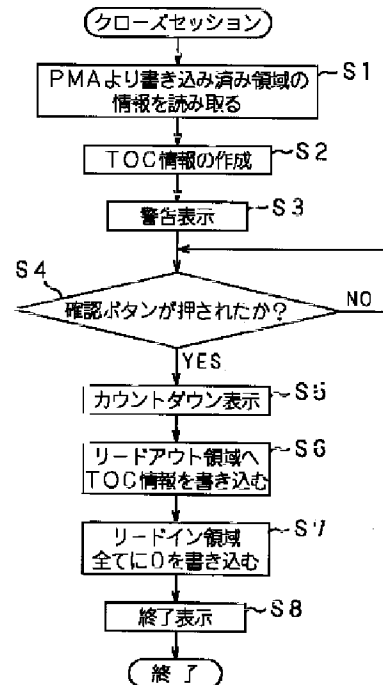 クローズセッション
PMAより書き込み済み領域の
情報を読み取る
S1
TOC情報の作成
S2
警告表示
S3
S4
確認ボタンが押されたか?
NO
YES
カウントダウン表示
S5
リードアウト領域へ
TOC情報を書き込む
S6
リードイン領域
全てに0を書き込む
S7
終了表示
S8
終了